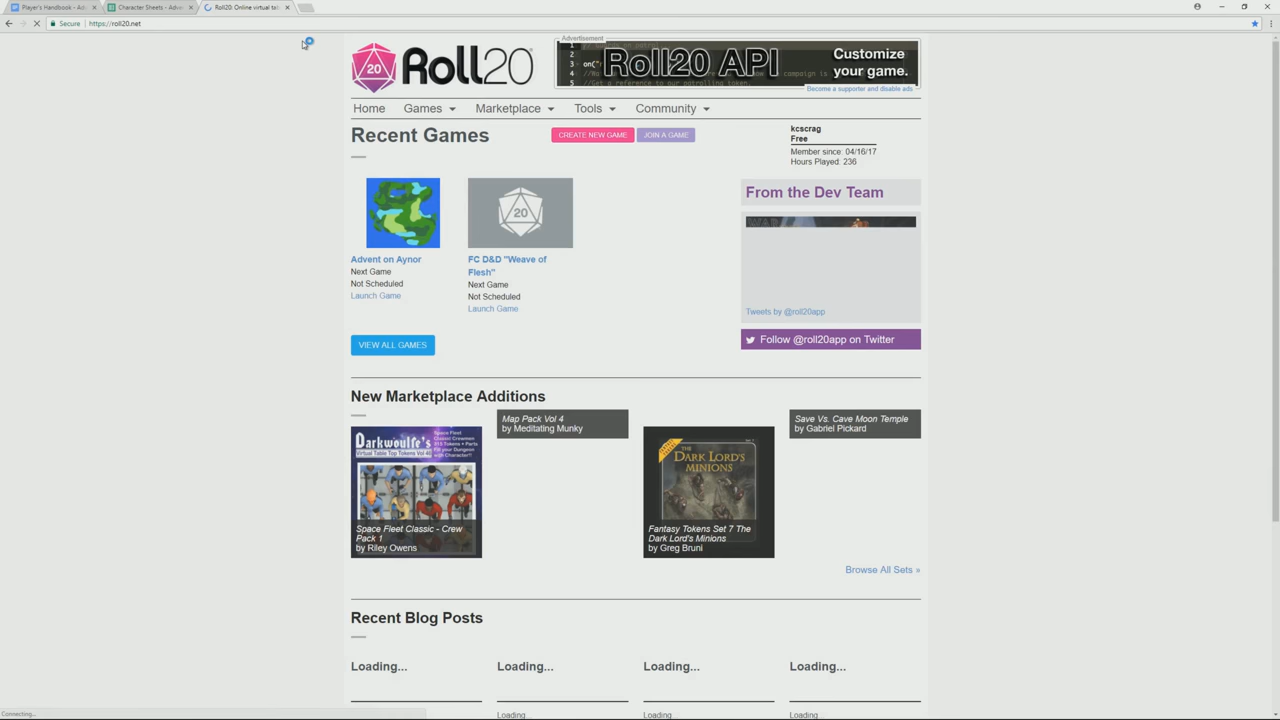 Player's Handbook - Adv
Character Sheets - Adve
Roll20: Online virtual tab
Secure
https://roll20.net
Roll20
20
Advertisement
Roll20 API
Customize
your game.
Become a supporter and disable ads
Home
Games
Marketplace
Tools
Community
Recent Games
CREATE NEW GAME
JOIN A GAME
kcscrag
Free
Member since: 04/16/17
Hours Played: 236
20
Advent on Aynor
Next Game
Not Scheduled
Launch Game
FC D&D "Weave of
Flesh"
Next Game
Not Scheduled
Launch Game
From the Dev Team
Tweets by @roll20app
Follow @roll20app on Twitter
VIEW ALL GAMES
New Marketplace Additions
Darkwoulfe's
Virtual Table Top Tokens Vol 46
Space Fleet Classic - Crew
Pack 1
by Riley Owens
Map Pack Vol 4
by Meditating Munky
THE
DARK LORD'S
MINIONS
Fantasy Tokens Set 7 The
Dark Lord's Minions
by Greg Bruni
Save Vs. Cave Moon Temple
by Gabriel Pickard
Browse All Sets »
Recent Blog Posts
Loading...
Loading...
Loading...
Loading...
Loading...
Loading...
Loading...
Loading...
Connecting...